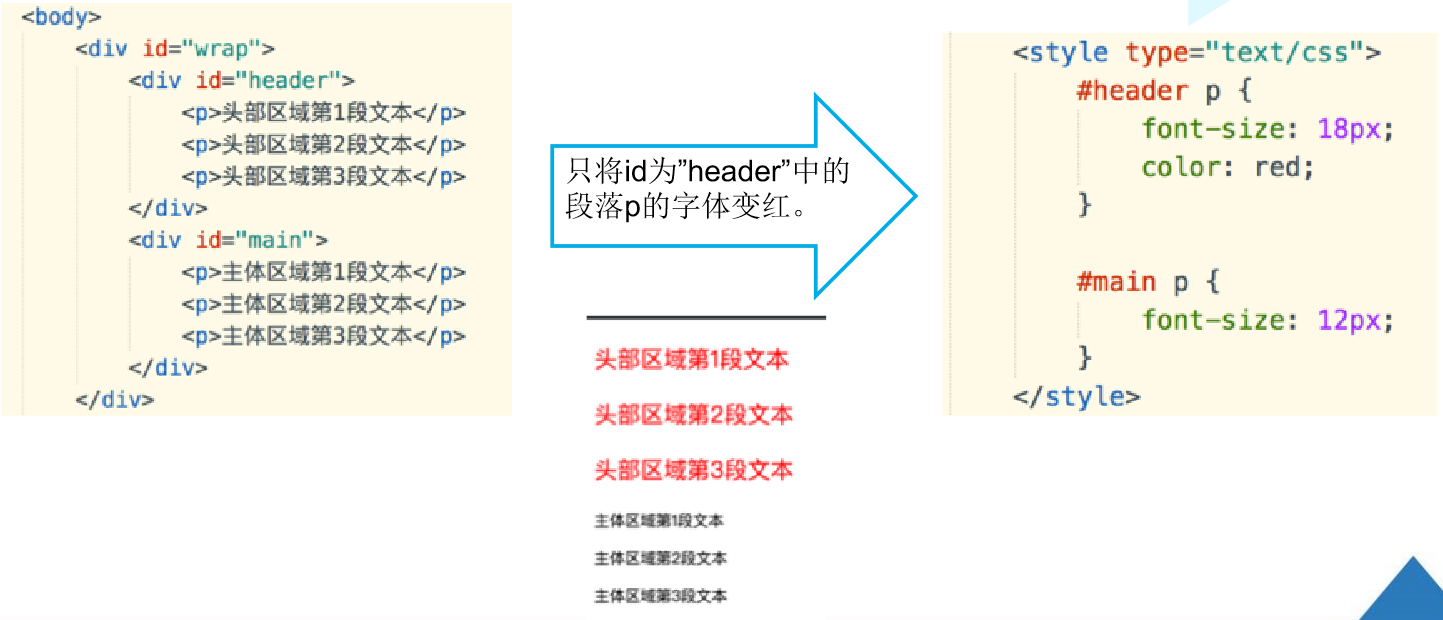 <body>
<div id="wrap">
<div id="header">
<p>头部区域第1段文本</p>
<p>头部区域第2段文本</p>
<p>头部区域第3段文本</p>
</div>
<div id="main">
<p>主体区域第1段文本</p>
<p>主体区域第2段文本</p>
<p>主体区域第3段文本</p>
</div>
</div>
只将id为”header”中的
段落p的字体变红。
头部区域第1段文本
头部区域第2段文本
头部区域第3段文本
主体区域第1段文本
主体区域第2段文本
主体区域第3段文本
<style type="text/css">
#header p {
font-size: 18px;
color: red;
}
#main p {
font-size: 12px;
}
</style>